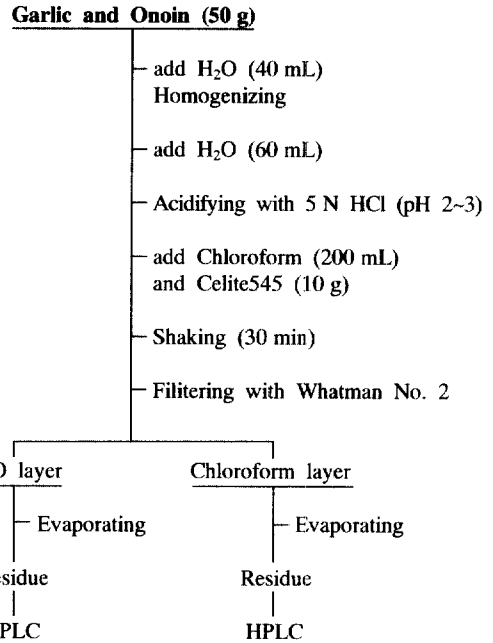 Garlic and Onoin (50 g)
add H₂O (40 mL)
Homogenizing
add H₂O (60 mL)
Acidifying with 5 N HCl (pH 2~3)
add Chloroform (200 mL)
and Celite545 (10 g)
Shaking (30 min)
Filitering with Whatman No. 2
layer
Chloroform layer
Evaporating
Evaporating
Residue
HPLC